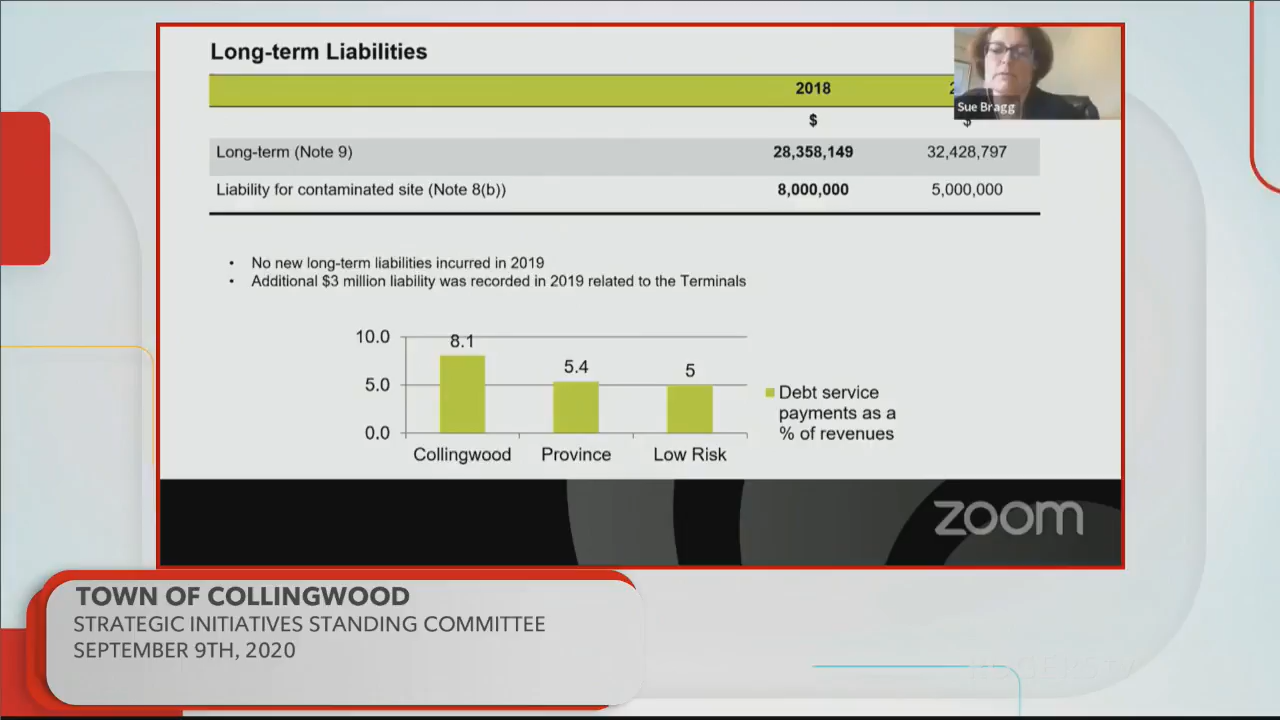 Long-term Liabilities
2018
Sue Bragg
$ $
Long-term (Note 9) 28,358,149 32,428,797
Liability for contaminated site (Note 8(b)) 8,000,000 5,000,000
• No new long-term liabilities incurred in 2019
• Additional $3 million liability was recorded in 2019 related to the Terminals
10.0
8.1
5.4
5
5.0
0.0
Collingwood Province Low Risk
Debt service
payments as a
% of revenues
zoom
TOWN OF COLLINGWOOD
STRATEGIC INITIATIVES STANDING COMMITTEE
SEPTEMBER 9TH, 2020